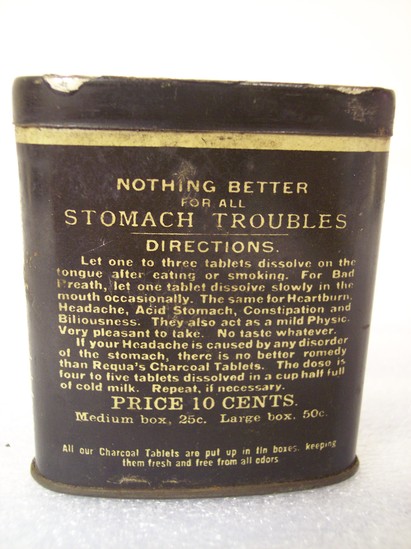 NOTHING BETTER
FOR ALL
STOMACH TROUBLES
DIRECTIONS.
Let one to three tablets dissolve on the
tongue after eating or smoking. For Bad
Breath, let one tablet dissolve slowly in the
mouth occasionally. The same for Heartburn,
Headache, Acid Stomach, Constipation and
Biliousness. They also act as a mild Physic.
Very pleasant to take. No taste whatever.
If your Headache is caused by any disorder
of the stomach, there is no better remedy
than Requa's Charcoal Tablets. The dose is
four to five tablets dissolved in a cup half full
of cold milk. Repeat, if necessary.
PRICE 10 CENTS.
Medium box, 25c. Large box. 50c.
All our Charcoal Tablets are put up in tin boxes, keeping
them fresh and free from all odors